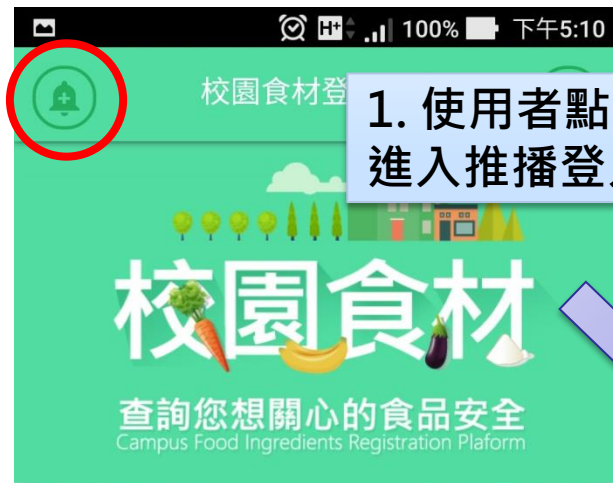 H+ 100% 下午5:10
校園食材登
1. 使用者點
進入推播登
校園食材
查詢您想關心的食品安全
Campus Food Ingredients Registration Plaform